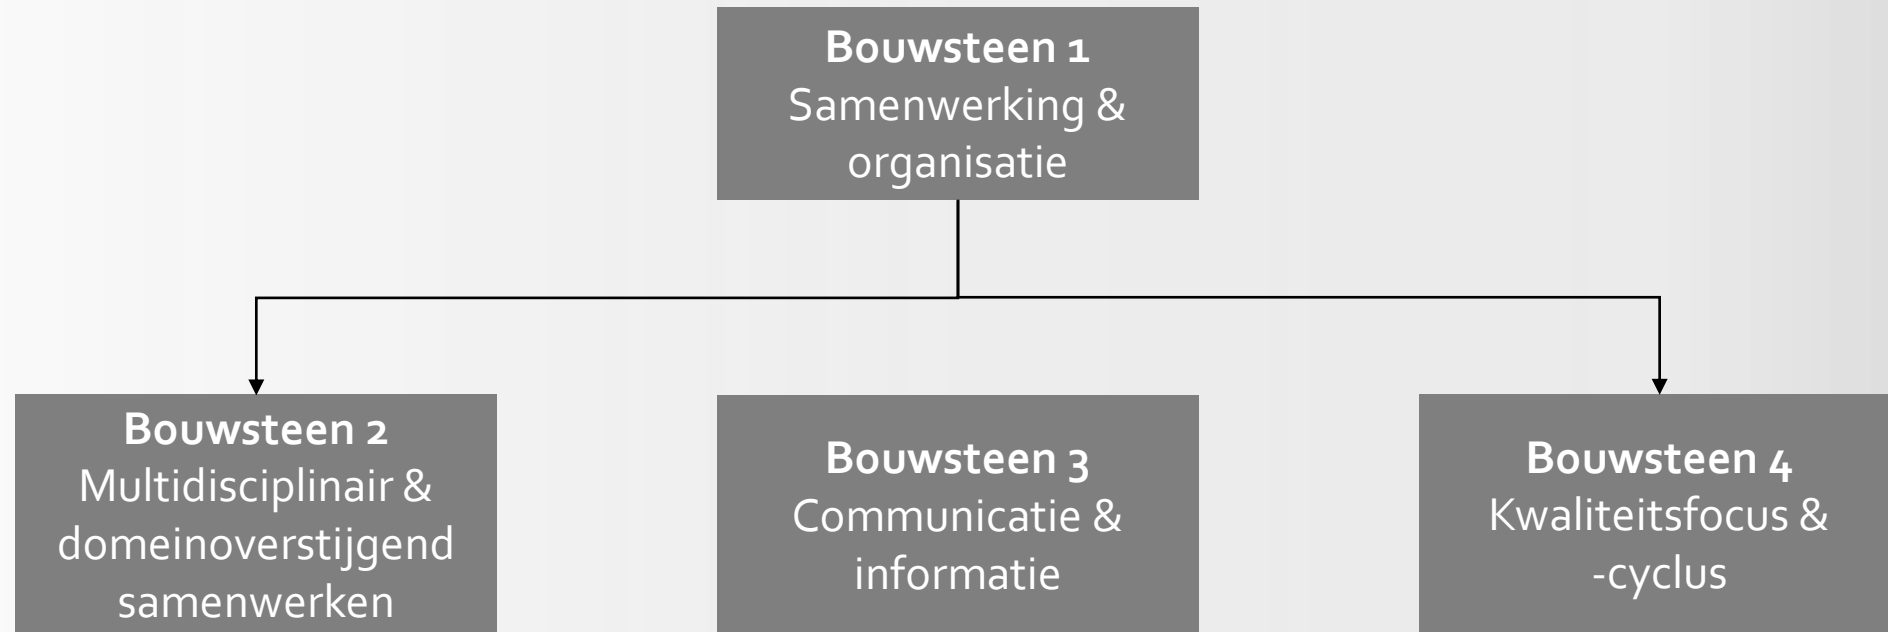 Bouwsteen 1
Samenwerking &
organisatie
Bouwsteen 2
Multidisciplinair &
domeinoverstijgend
samenwerken
Bouwsteen 3
Communicatie &
informatie
Bouwsteen 4
Kwaliteitsfocus &
-cyclus